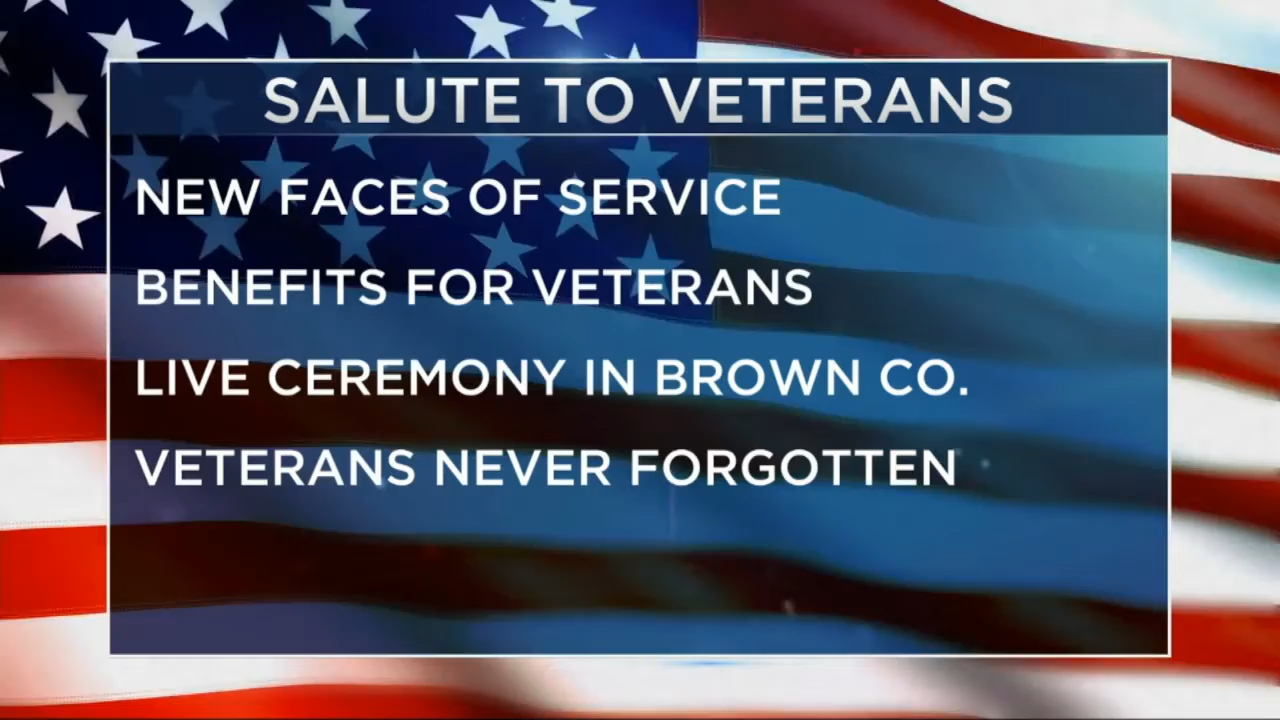 SALUTE TO VETERANS
NEW FACES OF SERVICE
BENEFITS FOR VETERANS
LIVE CEREMONY IN BROWN CO.
VETERANS NEVER FORGOTTEN